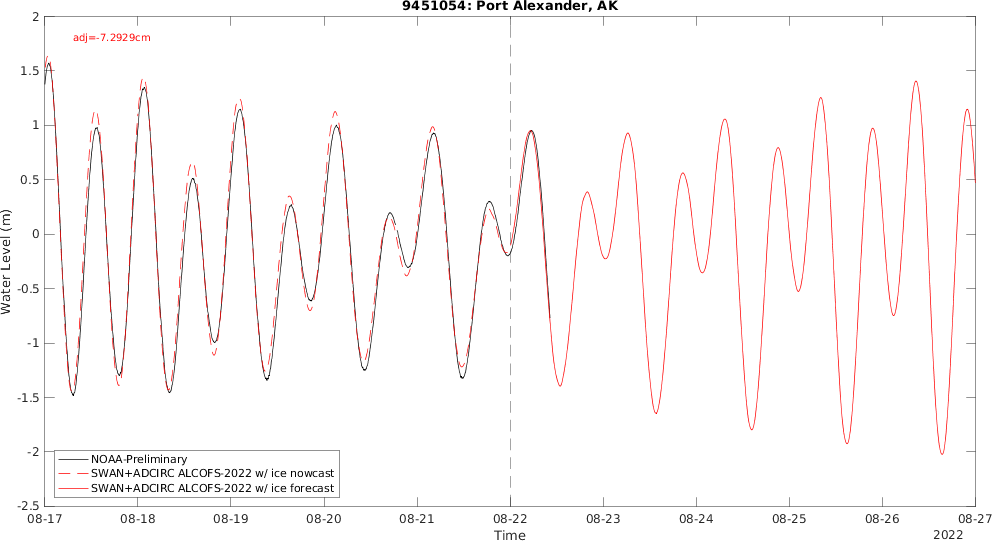 9451054: Port Alexander, AK
adj=-7.2929cm
Water Level (m)
2
1.5
1
0.5
0
-0.5
-1
-1.5
-2
-2.5
NOAA-Preliminary
SWAN+ADCIRC ALCOFS-2022 w/ ice nowcast
SWAN+ADCIRC ALCOFS-2022 w/ ice forecast
08-17 08-18 08-19 08-20 08-21 08-22 08-23 08-24 08-25 08-26 08-27
Time
2022